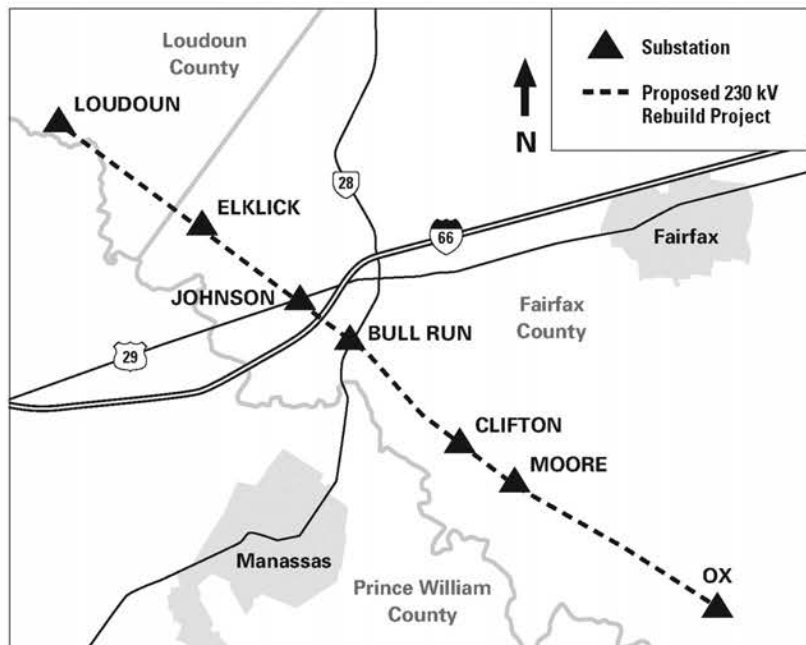 Loudoun
County
Substation
Proposed 230 kV
Rebuild Project
LOUDOUN
N
28
ELKLICK
66
Fairfax
JOHNSON
BULL RUN
Fairfax
County
29
CLIFTON
MOORE
Manassas
Prince William
County
OX